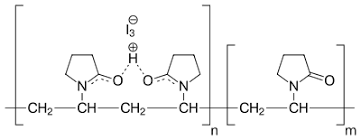 I₃⊖
⊕
H
O O O
N N N
CH₂ CH CH₂ CH n CH₂ CH m